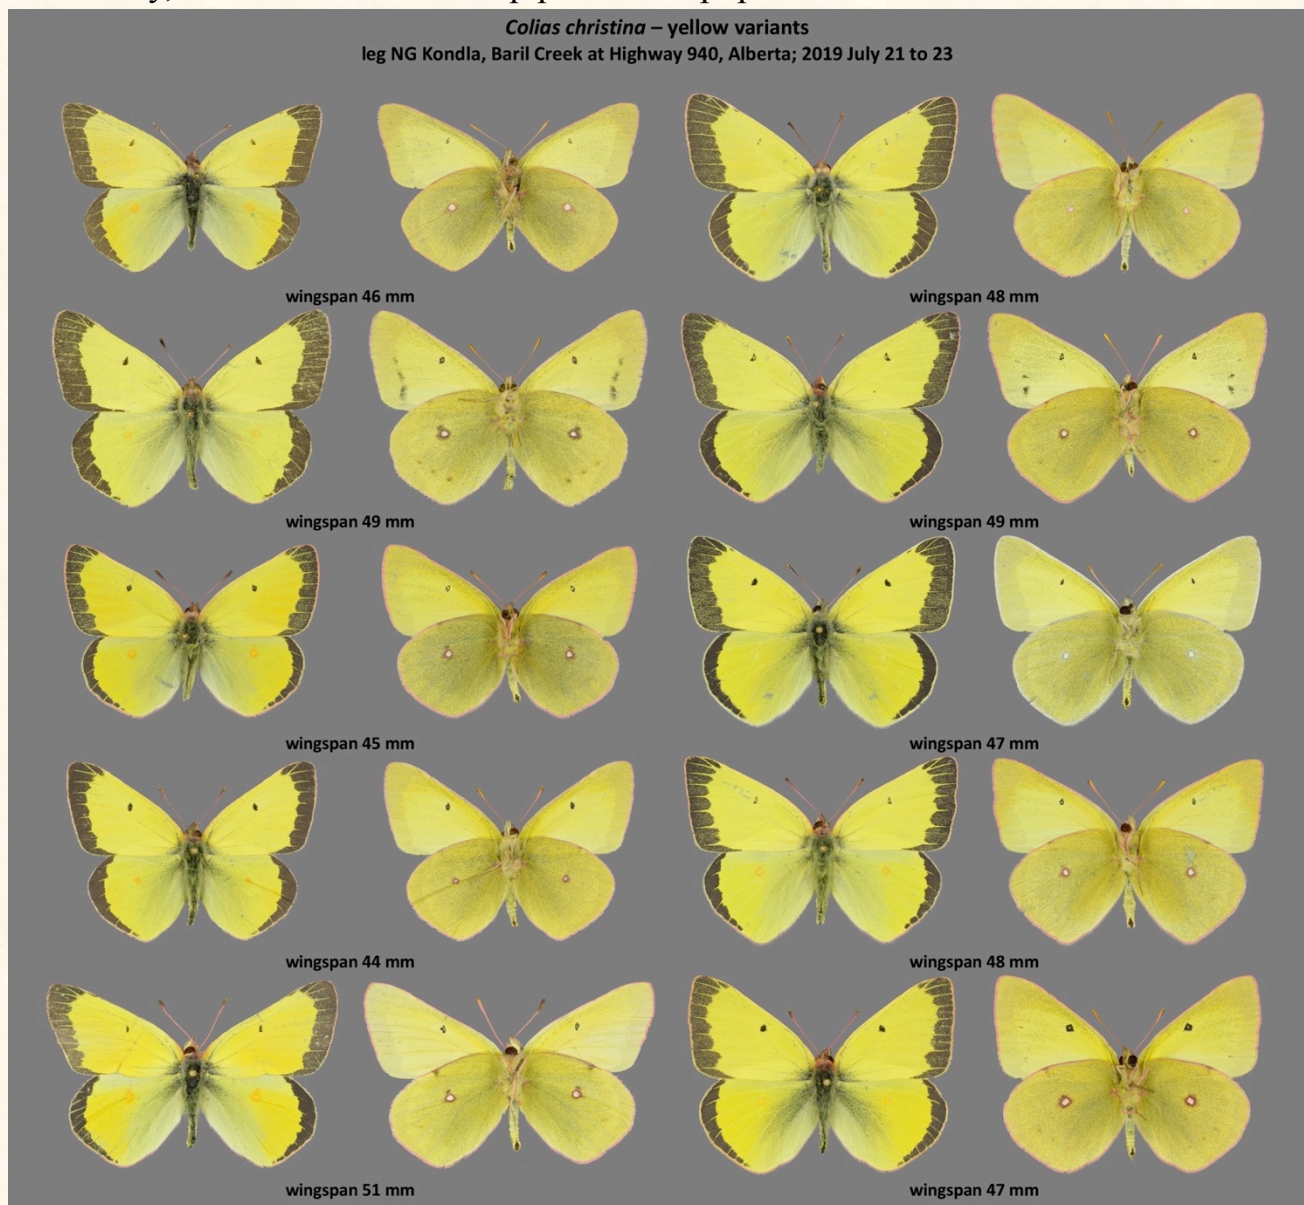 Colias christina – yellow variants
leg NG Kondla, Baril Creek at Highway 940, Alberta; 2019 July 21 to 23
wingspan 46 mm
wingspan 48 mm
wingspan 49 mm
wingspan 49 mm
wingspan 45 mm
wingspan 47 mm
wingspan 44 mm
wingspan 48 mm
wingspan 51 mm
wingspan 47 mm